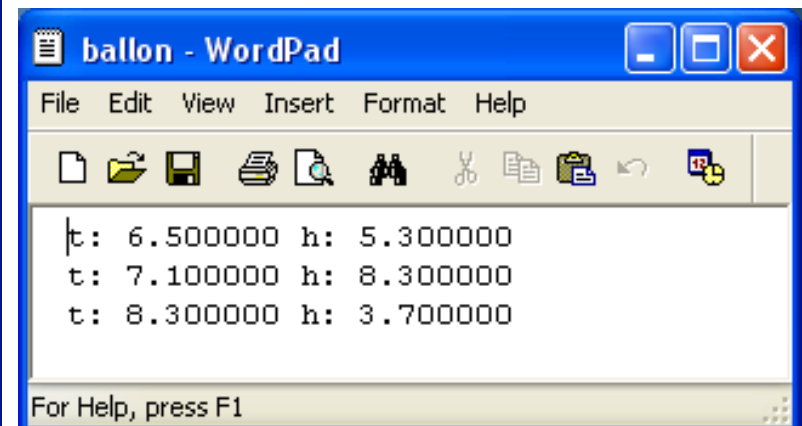 ballon - WordPad
File Edit View Insert Format Help
t: 6.500000 h: 5.300000
t: 7.100000 h: 8.300000
t: 8.300000 h: 3.700000
For Help, press F1